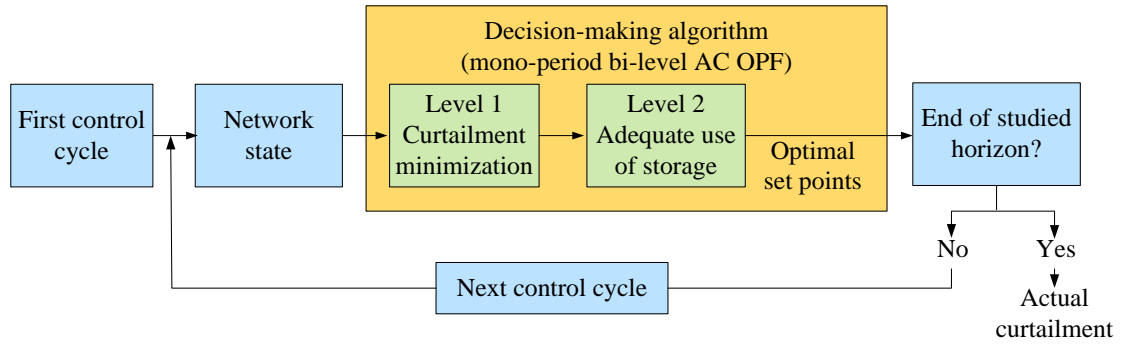 Decision-making algorithm
(mono-period bi-level AC OPF)
First control
cycle
Network
state
Level 1
Curtailment
minimization
Level 2
Adequate use
of storage
Optimal
set points
End of studied
horizon?
No
Yes
Next control cycle
Actual
curtailment